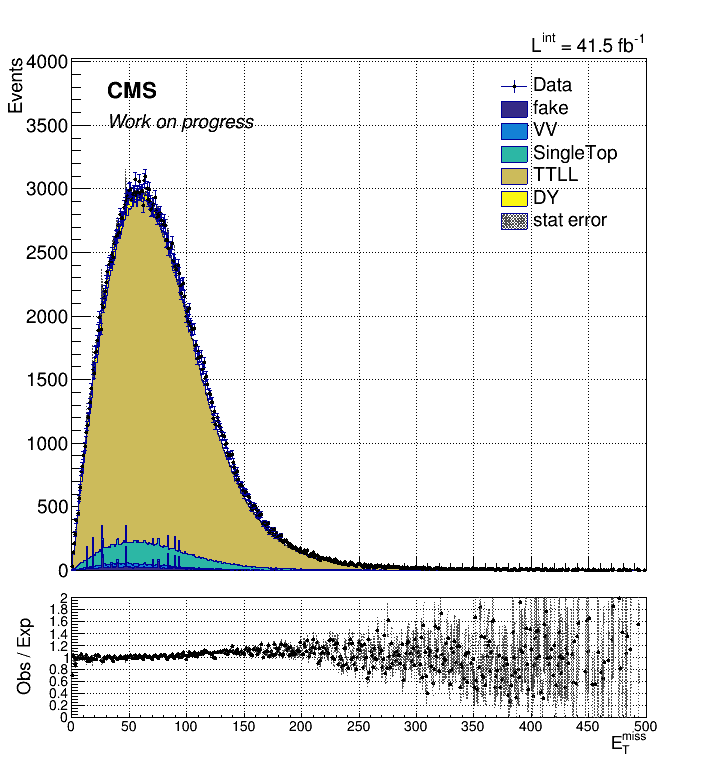 L^int = 41.5 fb^-1
Events
4000
3500
3000
2500
2000
1500
1000
500
0
CMS
Work on progress
Data
fake
VV
SingleTop
TTLL
DY
stat error
Obs / Exp
2
1.8
1.6
1.4
1.2
1
0.8
0.6
0.4
0.2
0
0 50 100 150 200 250 300 350 400 450 500
E_T^miss